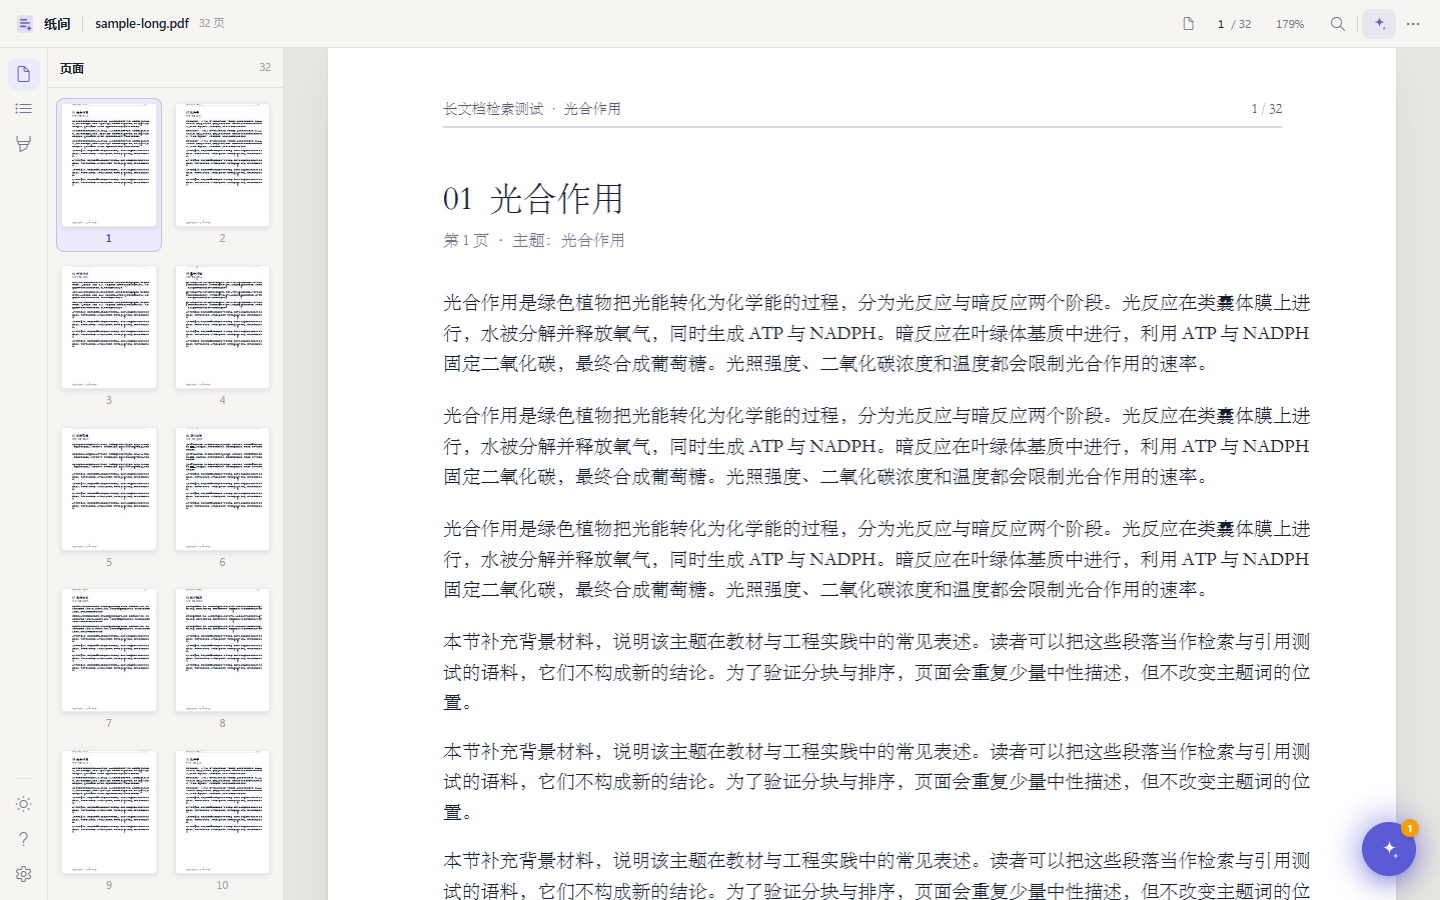 纸间
sample-long.pdf
32 页
1 / 32
179%
页面
32
1
2
3
4
5
6
7
8
9
10
长文档检索测试 · 光合作用
1 / 32
01 光合作用
第 1 页 · 主题：光合作用
光合作用是绿色植物把光能转化为化学能的过程，分为光反应与暗反应两个阶段。光反应在类囊体膜上进
行，水被分解并释放氧气，同时生成 ATP 与 NADPH。暗反应在叶绿体基质中进行，利用 ATP 与 NADPH
固定二氧化碳，最终合成葡萄糖。光照强度、二氧化碳浓度和温度都会限制光合作用的速率。
光合作用是绿色植物把光能转化为化学能的过程，分为光反应与暗反应两个阶段。光反应在类囊体膜上进
行，水被分解并释放氧气，同时生成 ATP 与 NADPH。暗反应在叶绿体基质中进行，利用 ATP 与 NADPH
固定二氧化碳，最终合成葡萄糖。光照强度、二氧化碳浓度和温度都会限制光合作用的速率。
光合作用是绿色植物把光能转化为化学能的过程，分为光反应与暗反应两个阶段。光反应在类囊体膜上进
行，水被分解并释放氧气，同时生成 ATP 与 NADPH。暗反应在叶绿体基质中进行，利用 ATP 与 NADPH
固定二氧化碳，最终合成葡萄糖。光照强度、二氧化碳浓度和温度都会限制光合作用的速率。
本节补充背景材料，说明该主题在教材与工程实践中的常见表述。读者可以把这些段落当作检索与引用测
试的语料，它们不构成新的结论。为了验证分块与排序，页面会重复少量中性描述，但不改变主题词的位
置。
本节补充背景材料，说明该主题在教材与工程实践中的常见表述。读者可以把这些段落当作检索与引用测
试的语料，它们不构成新的结论。为了验证分块与排序，页面会重复少量中性描述，但不改变主题词的位
置。
本节补充背景材料，说明该主题在教材与工程实践中的常见表述。读者可以把这些段落当作检索与引用测
试的语料，它们不构成新的结论。为了验证分块与排序，页面会重复少量中性描述，但不改变主题词的位
1